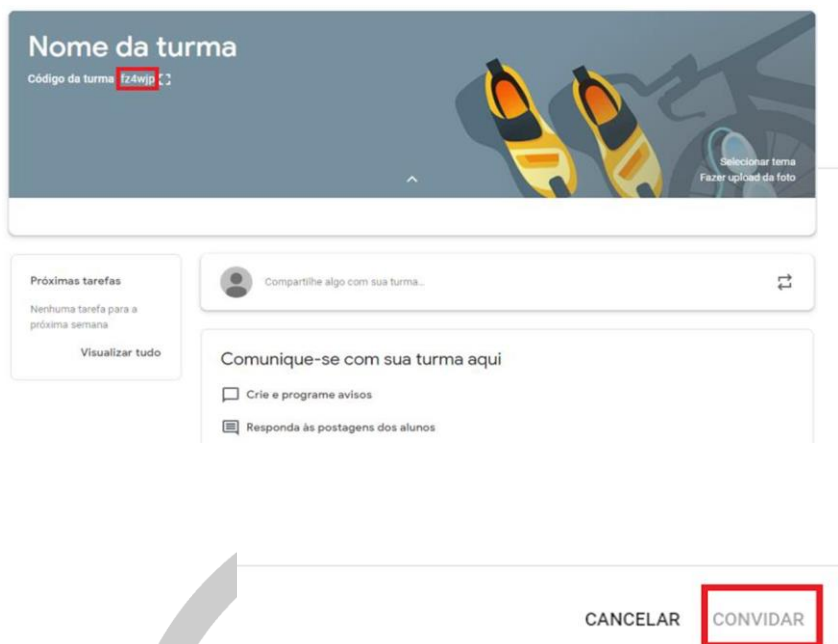 Nome da turma
Código da turma fz4wjp
Selecionar tema
Fazer upload da foto
Próximas tarefas
Nenhuma tarefa para a
próxima semana
Visualizar tudo
Compartilhe algo com sua turma...
Comunique-se com sua turma aqui
Crie e programe avisos
Responda às postagens dos alunos
CANCELAR CONVIDAR